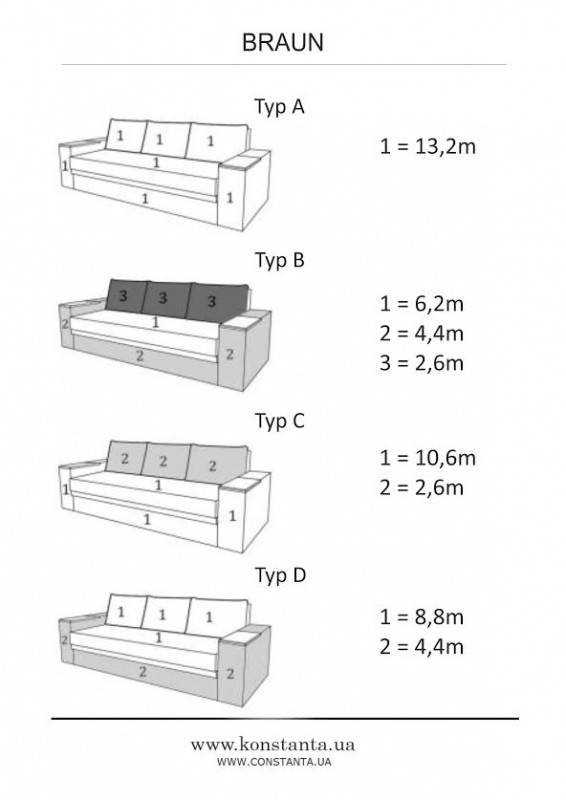 BRAUN
Typ A
1 1 1
1 = 13,2m
1 1
1 1
Typ B
3 3 3
1 = 6,2m
2 1
2 = 4,4m
2 2
3 = 2,6m
Typ C
2 2 2
1 = 10,6m
1 1
2 = 2,6m
1 1
Typ D
1 1 1
1 = 8,8m
2 1
2 = 4,4m
2 2
www.konstanta.ua
WWW.CONSTANTA.UA